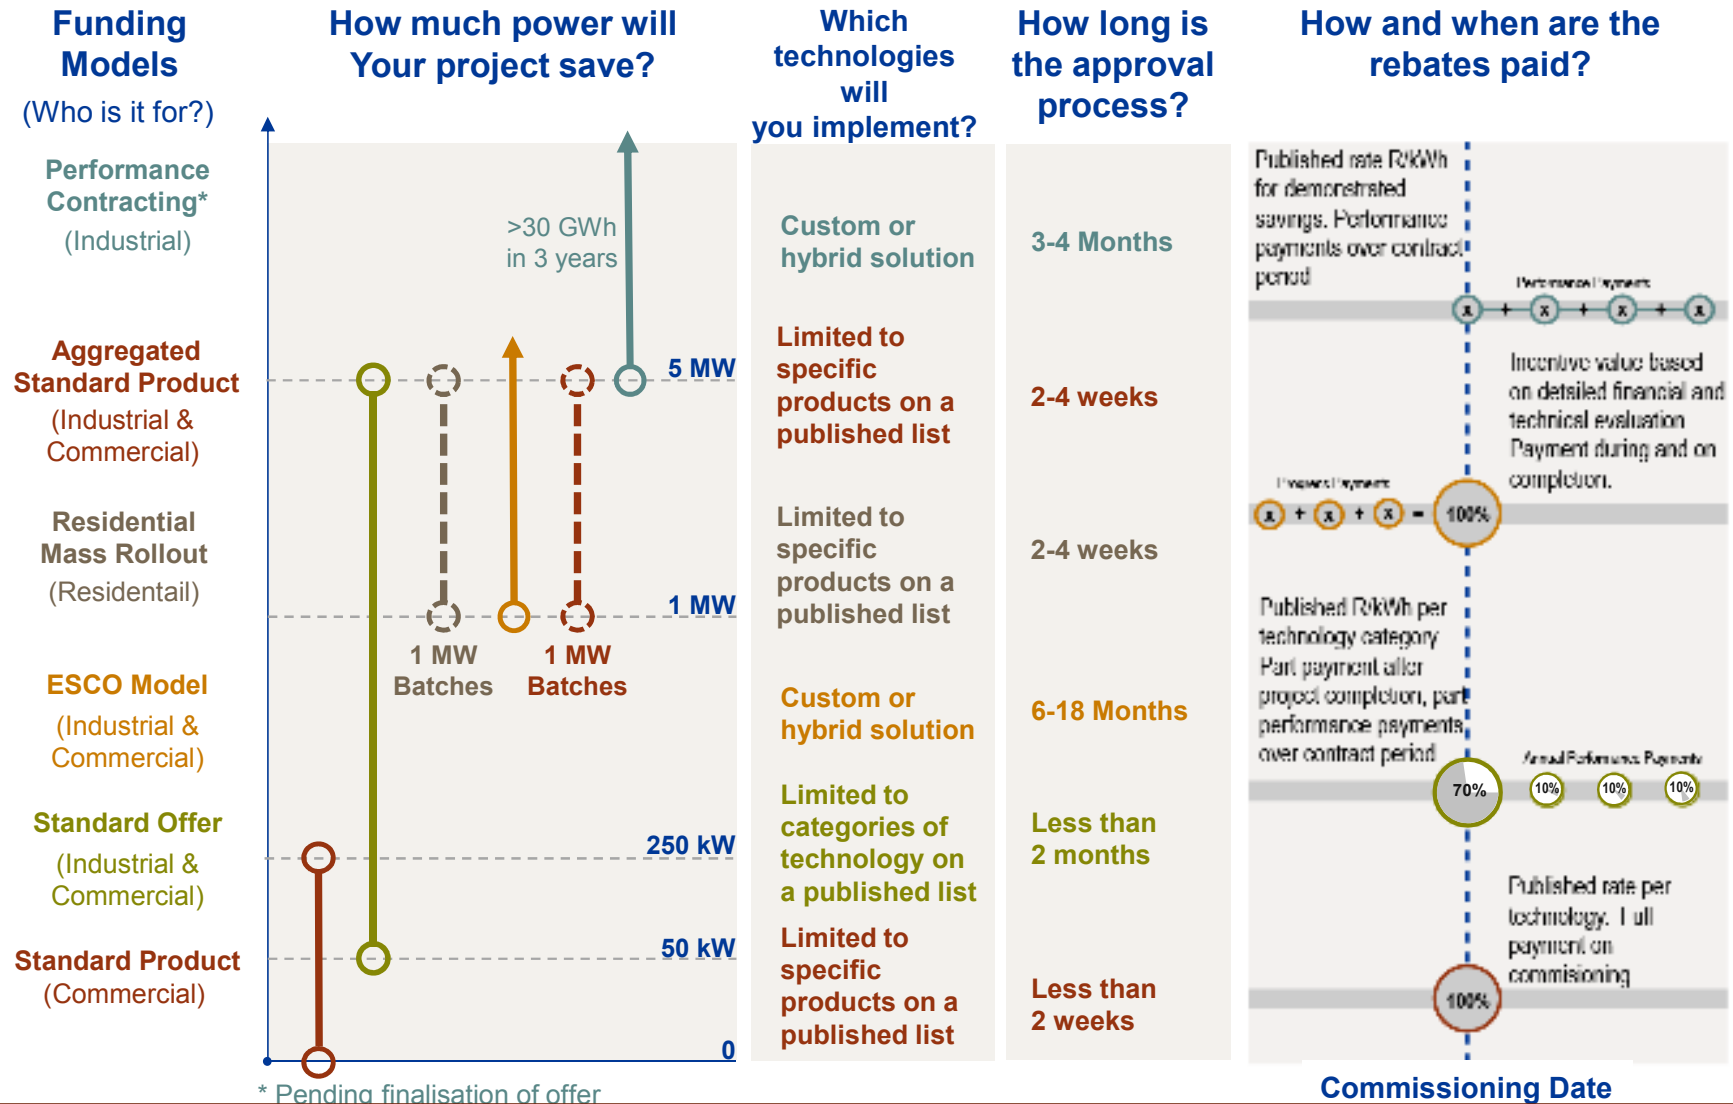 Funding
Models
(Who is it for?)
How much power will
Your project save?
Which
technologies
will
you implement?
How long is
the approval
process?
How and when are the
rebates paid?
Performance
Contracting*
(Industrial)
Aggregated
Standard Product
(Industrial &
Commercial)
Residential
Mass Rollout
(Residentail)
ESCO Model
(Industrial &
Commercial)
Standard Offer
(Industrial &
Commercial)
Standard Product
(Commercial)
>30 GWh
in 3 years
5 MW
1 MW
1 MW
Batches
1 MW
Batches
250 kW
50 kW
0
* Pending finalisation of offer
Custom or
hybrid solution
Limited to
specific
products on a
published list
Limited to
specific
products on a
published list
Custom or
hybrid solution
Limited to
categories of
technology on
a published list
Limited to
specific
products on a
published list
3-4 Months
2-4 weeks
2-4 weeks
6-18 Months
Less than
2 months
Less than
2 weeks
Published rate R/kWh
for demonstrated
savings. Performance
payments over contract
period
Performance Payments
x + x + x + x
Incentive value based
on detailed financial and
technical evaluation
Payment during and on
completion.
Progress Payments
x + x + x = 100%
Published R/kWh per
technology category
Part payment after
project completion, part
performance payments
over contract period
Annual Performance Payments
70% 10% 10% 10%
Published rate per
technology. Full
payment on
commisioning
100%
Commissioning Date